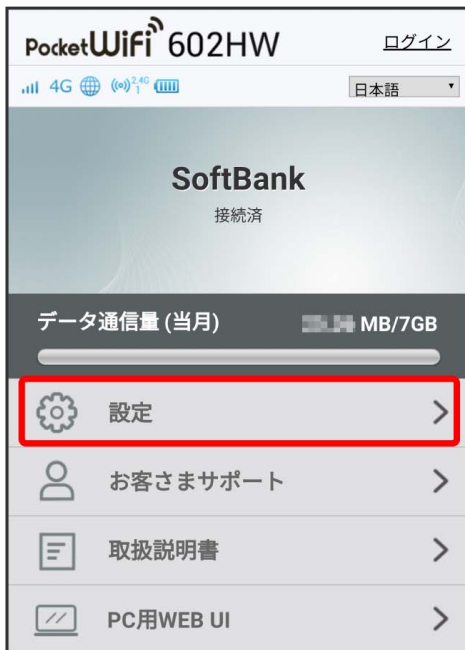 PocketWiFi 602HW ログイン
4G 2.4G 1 日本語
SoftBank
接続済
データ通信量 (当月) MB/7GB
設定
お客さまサポート
取扱説明書
PC用WEB UI